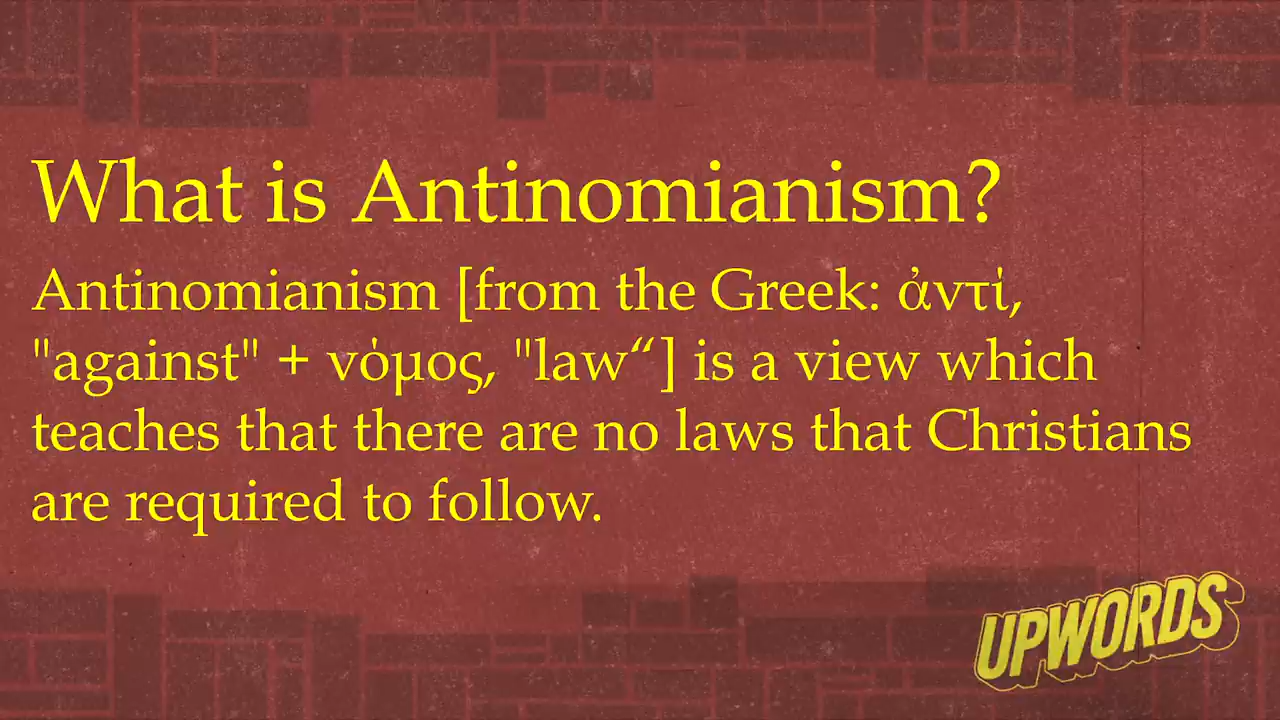 What is Antinomianism?
Antinomianism [from the Greek: ἀντί,
"against" + νόμος, "law“] is a view which
teaches that there are no laws that Christians
are required to follow.
UPWORDS